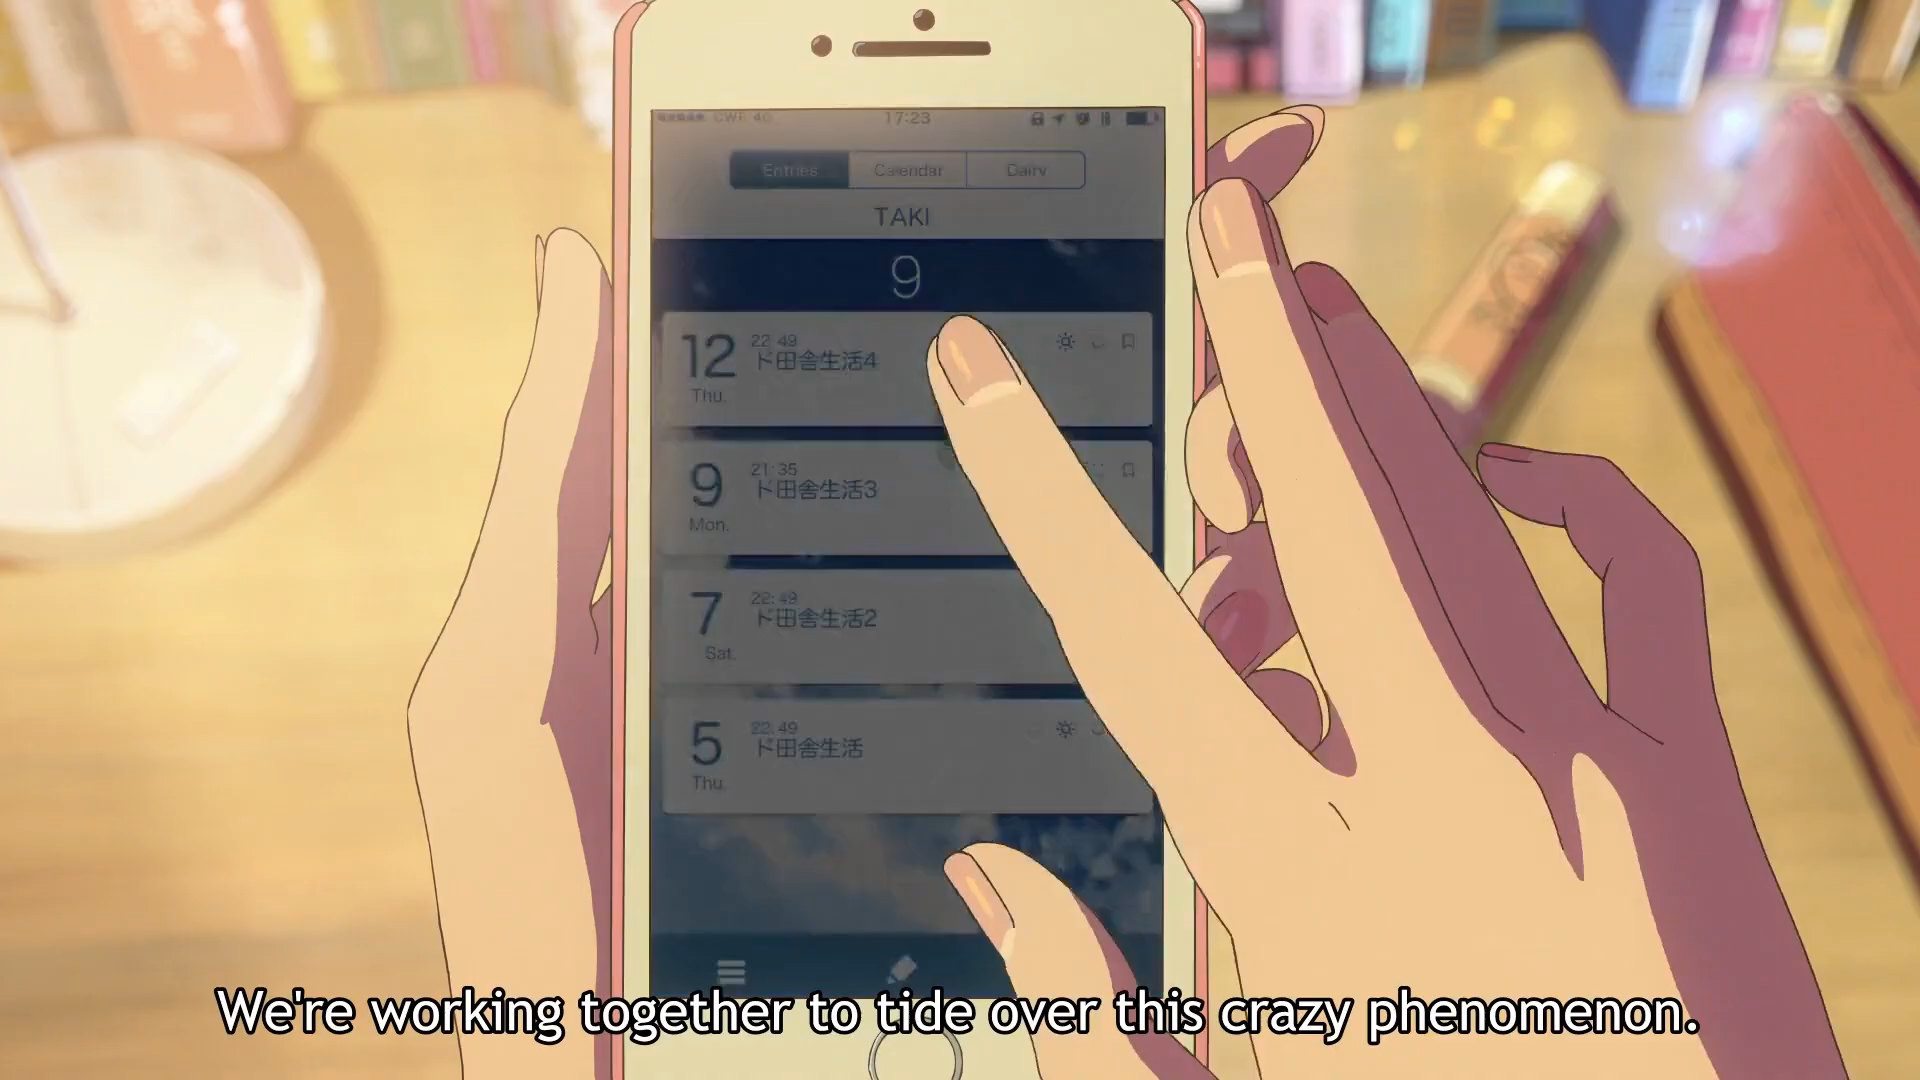 17:23
Entries Calendar Dairy
TAKI
9
12 22:49
ド田舎生活4
Thu.
9 21:35
ド田舎生活3
Mon.
7 22:49
ド田舎生活2
Sat.
5 22:49
ド田舎生活
Thu.
We're working together to tide over this crazy phenomenon.